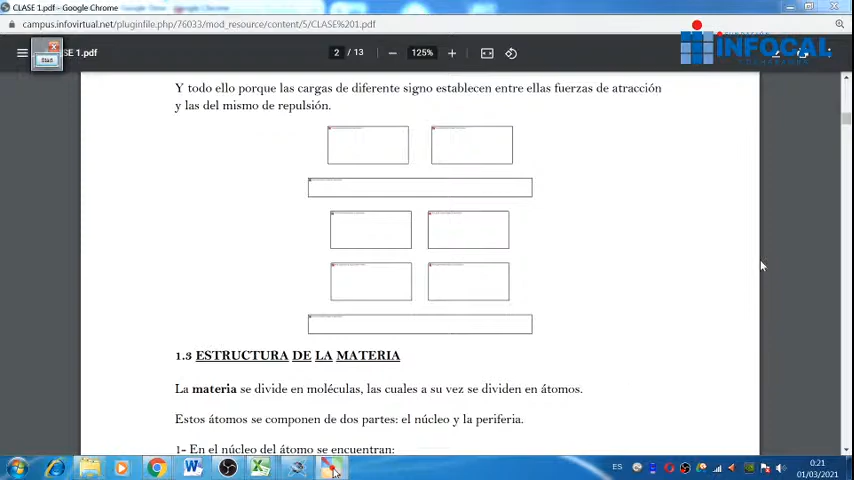 CLASE 1.pdf - Google Chrome
campus.infovirtual.net/pluginfile.php/76033/mod_resource/content/5/CLASE%201.pdf
SE 1.pdf
2 / 13
125%
Start
INFOCAL
Y todo ello porque las cargas de diferente signo establecen entre ellas fuerzas de atracción
y las del mismo de repulsión.
1.3 ESTRUCTURA DE LA MATERIA
La materia se divide en moléculas, las cuales a su vez se dividen en átomos.
Estos átomos se componen de dos partes: el núcleo y la periferia.
1- En el núcleo del átomo se encuentran:
ES
0:21
01/03/2021